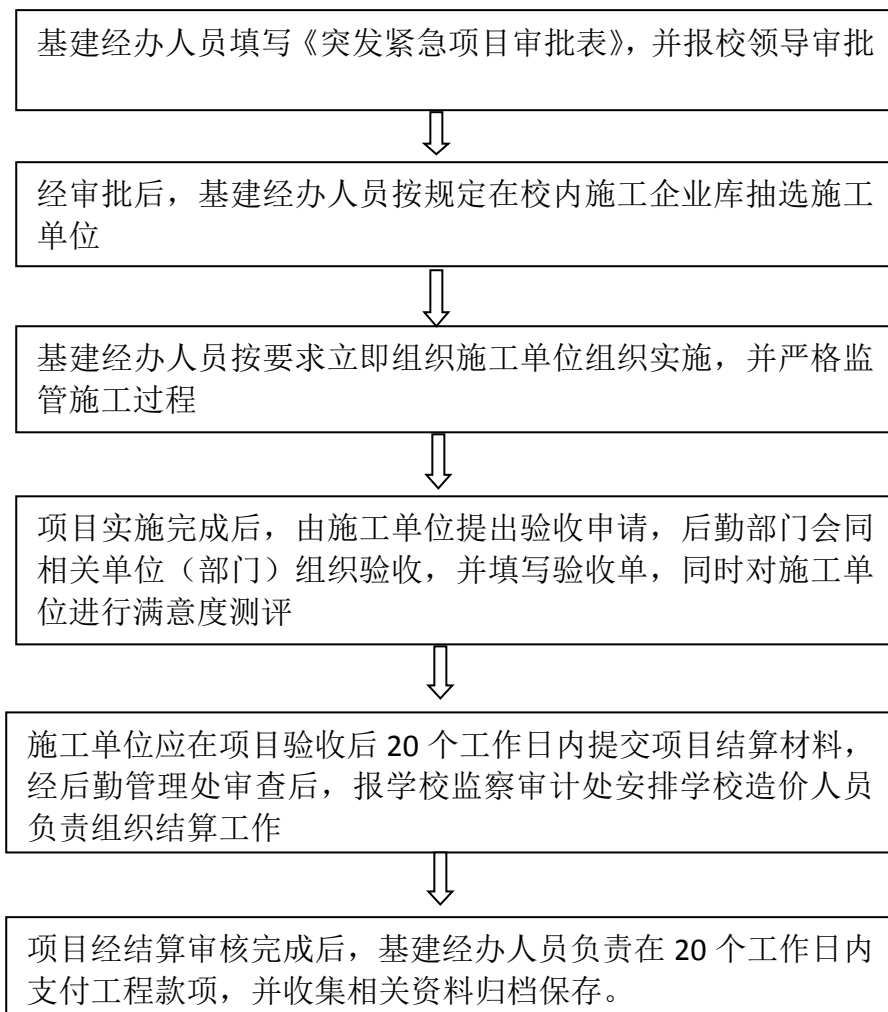 基建经办人员填写《突发紧急项目审批表》，并报校领导审批
经审批后，基建经办人员按规定在校内施工企业库抽选施工
单位
基建经办人员按要求立即组织施工单位组织实施，并严格监
管施工过程
项目实施完成后，由施工单位提出验收申请，后勤部门会同
相关单位（部门）组织验收，并填写验收单，同时对施工单
位进行满意度测评
施工单位应在项目验收后 20 个工作日内提交项目结算材料，
经后勤管理处审查后，报学校监察审计处安排学校造价人员
负责组织结算工作
项目经结算审核完成后，基建经办人员负责在 20 个工作日内
支付工程款项，并收集相关资料归档保存。